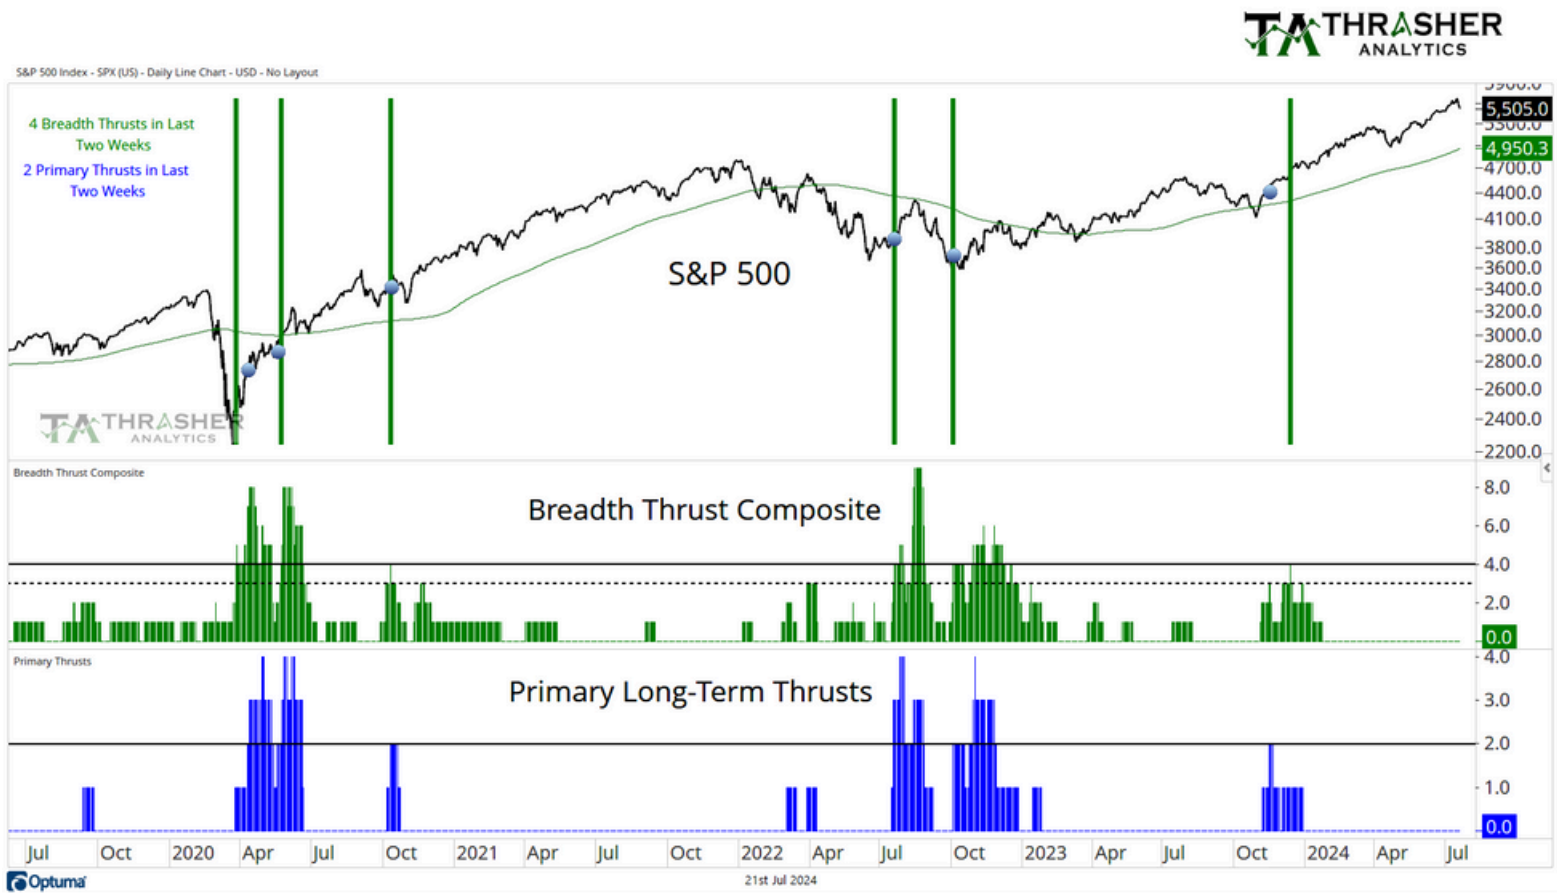 THRASHER
ANALYTICS
S&P 500 Index - SPX (US) - Daily Line Chart - USD - No Layout
4 Breadth Thrusts in Last
Two Weeks
2 Primary Thrusts in Last
Two Weeks
S&P 500
5900.0
5,505.0
5300.0
4,950.3
4700.0
4400.0
4100.0
3800.0
3600.0
3400.0
3200.0
3000.0
2800.0
2600.0
2400.0
2200.0
TA THRASHER
ANALYTICS
Breadth Thrust Composite
Breadth Thrust Composite
8.0
6.0
4.0
2.0
0.0
Primary Thrusts
Primary Long-Term Thrusts
4.0
3.0
2.0
1.0
0.0
Jul Oct 2020 Apr Jul Oct 2021 Apr Jul Oct 2022 Apr Jul Oct 2023 Apr Jul Oct 2024 Apr Jul
Optuma
21st Jul 2024